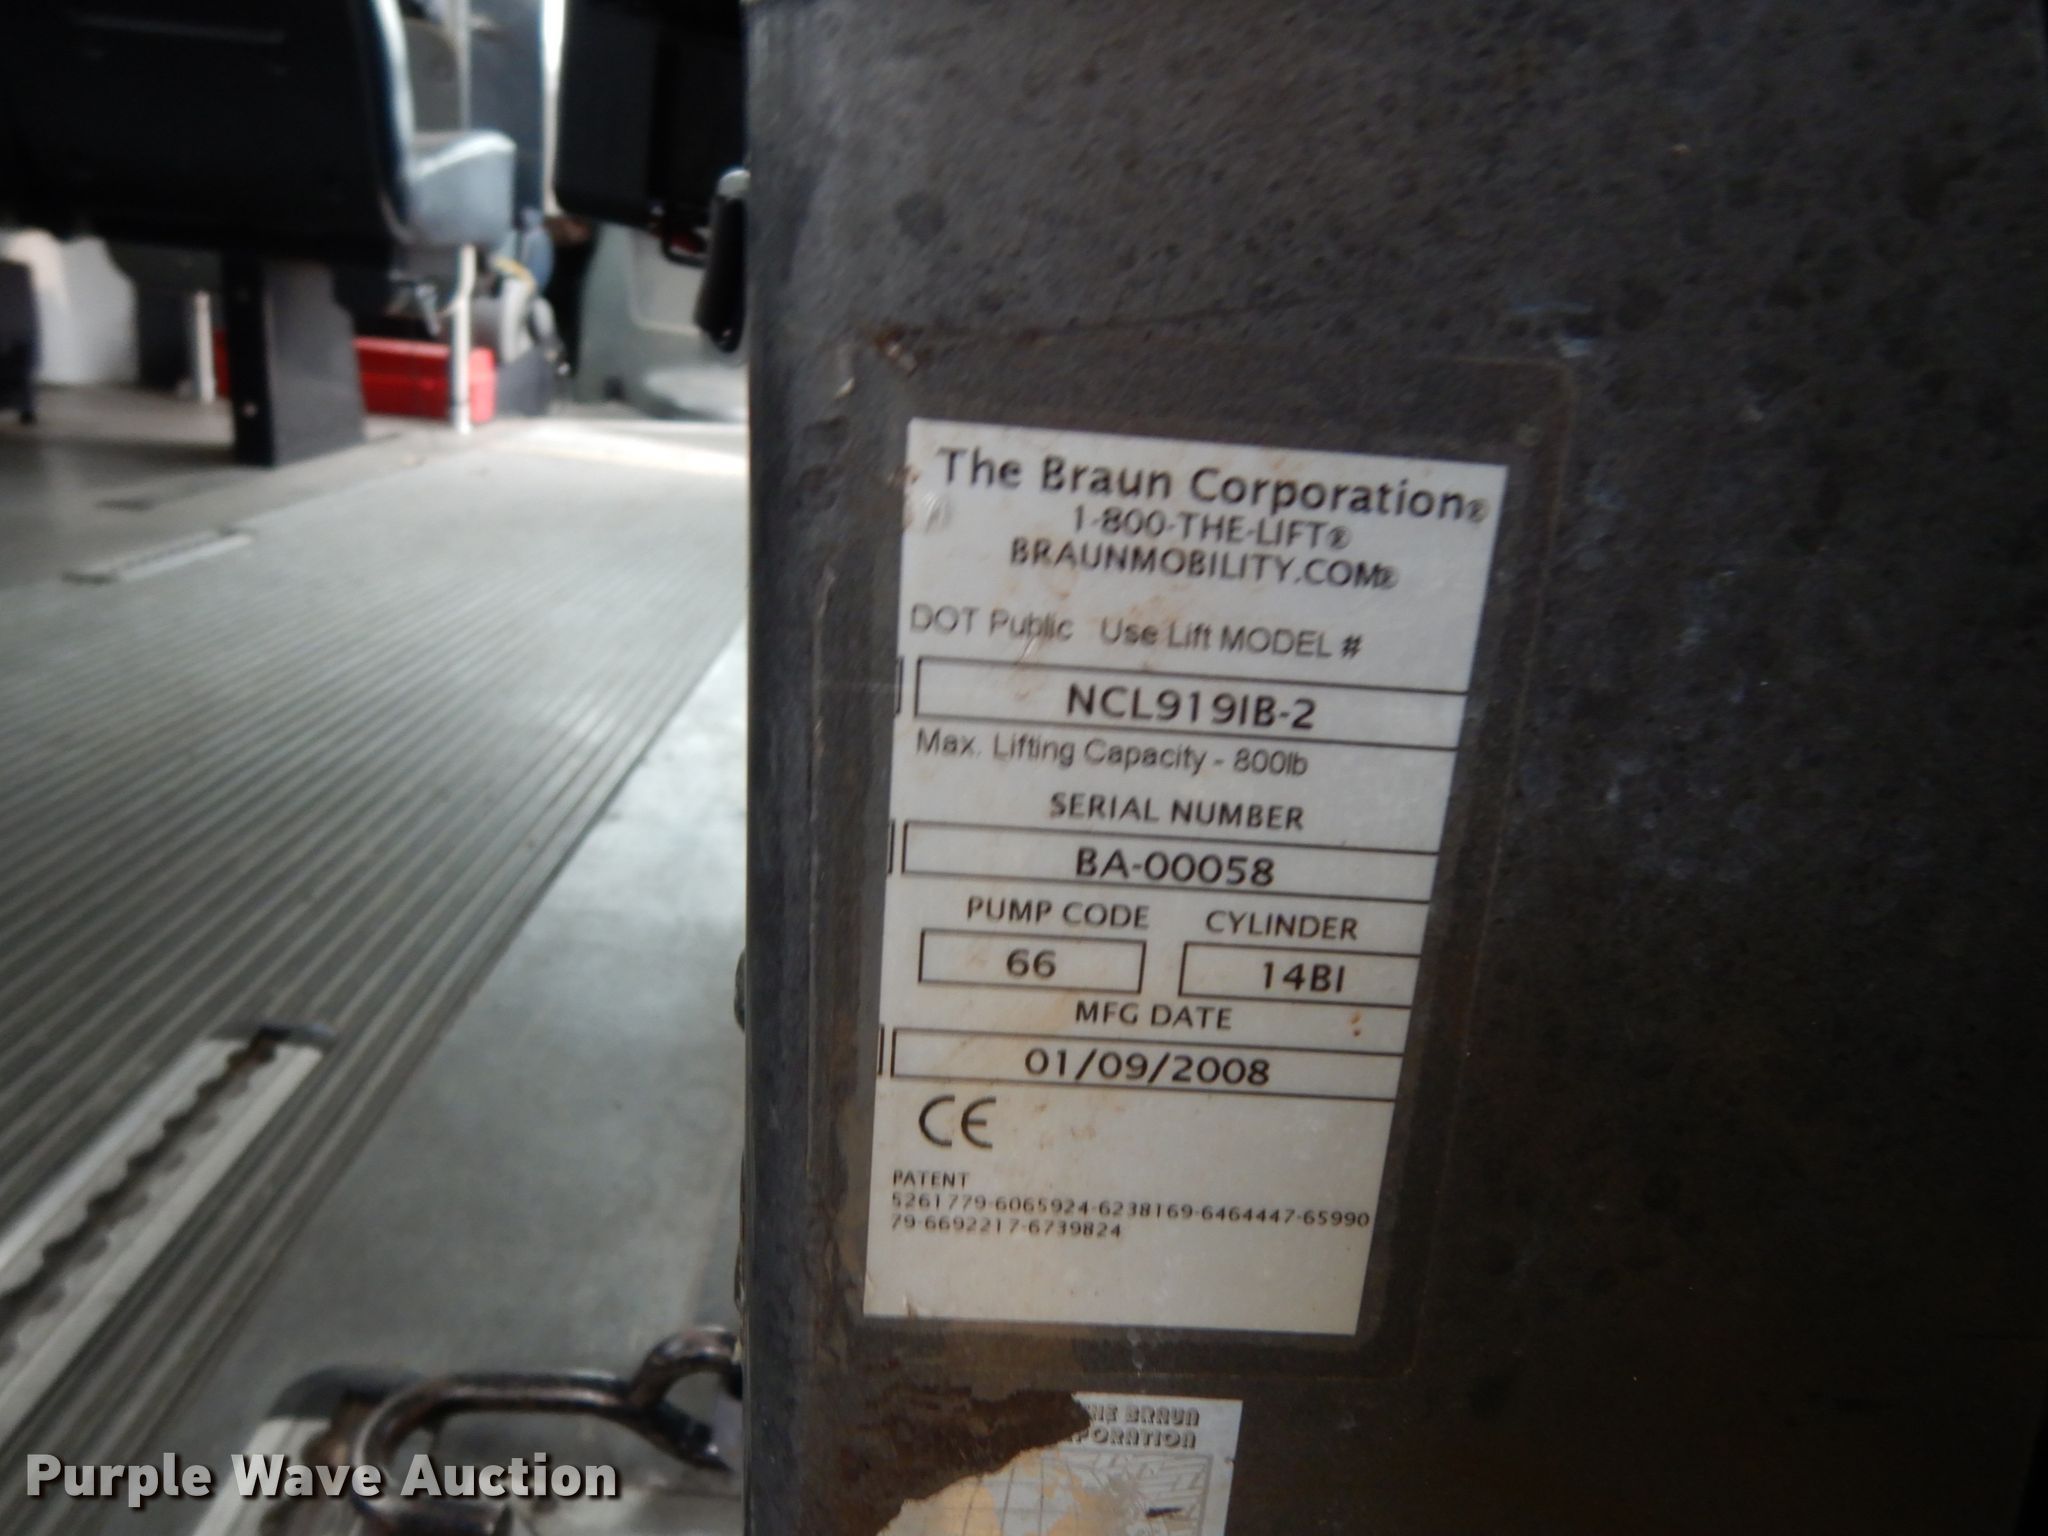 The Braun Corporation®
1-800-THE-LIFT®
BRAUNMOBILITY.COM®
DOT Public Use Lift MODEL #
NCL919IB-2
Max. Lifting Capacity - 800lb
SERIAL NUMBER
BA-00058
PUMP CODE CYLINDER
66 14BI
MFG DATE
01/09/2008
CE
PATENT
5261779-6065924-6238169-6464447-65990
79-6692217-6739824
THE BRAUN
Purple Wave Auction